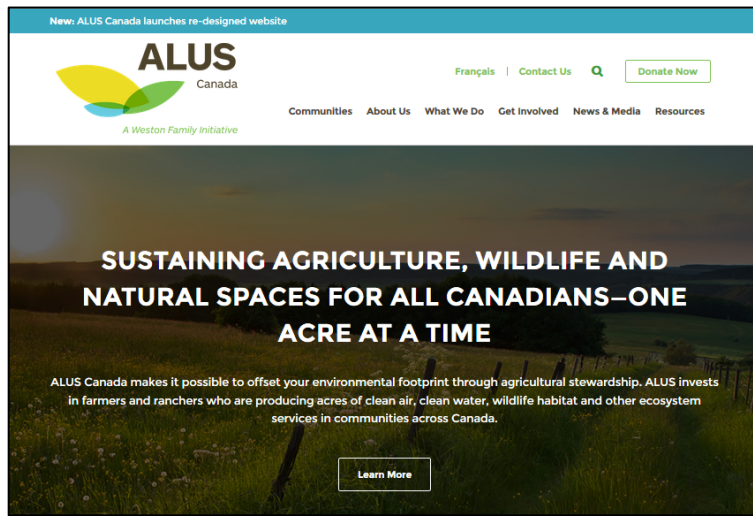 New: ALUS Canada launches re-designed website
ALUS
Canada
A Weston Family Initiative
Français | Contact Us
Donate Now
Communities About Us What We Do Get Involved News & Media Resources
SUSTAINING AGRICULTURE, WILDLIFE AND
NATURAL SPACES FOR ALL CANADIANS—ONE
ACRE AT A TIME
ALUS Canada makes it possible to offset your environmental footprint through agricultural stewardship. ALUS invests
in farmers and ranchers who are producing acres of clean air, clean water, wildlife habitat and other ecosystem
services in communities across Canada.
Learn More